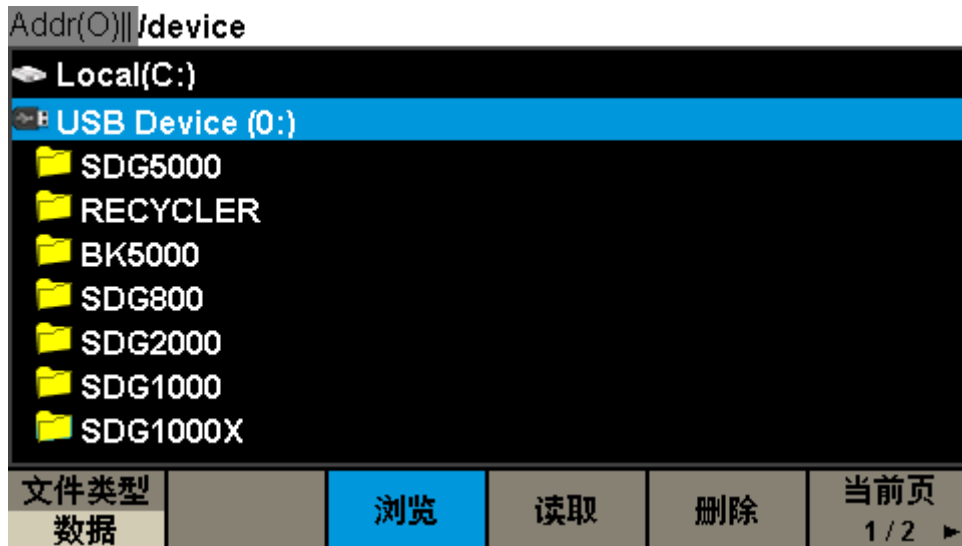 Addr(O)|| /device
Local(C:)
USB Device (0:)
SDG5000
RECYCLER
BK5000
SDG800
SDG2000
SDG1000
SDG1000X
文件类型
数据
浏览
读取
删除
当前页
1/2 ►